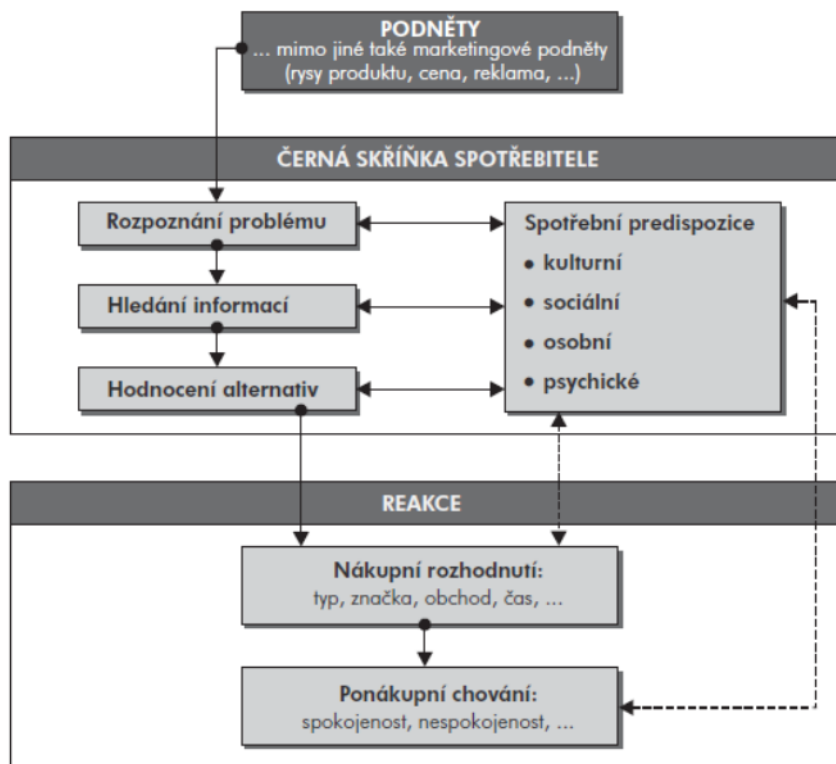 PODNĚTY
... mimo jiné také marketingové podněty
(rysy produktu, cena, reklama, ...)
ČERNÁ SKŘÍŇKA SPOTŘEBITELE
Rozpoznání problému
Hledání informací
Hodnocení alternativ
Spotřební predispozice
• kulturní
• sociální
• osobní
• psychické
REAKCE
Nákupní rozhodnutí:
typ, značka, obchod, čas, ...
Ponákupní chování:
spokojenost, nespokojenost, ...